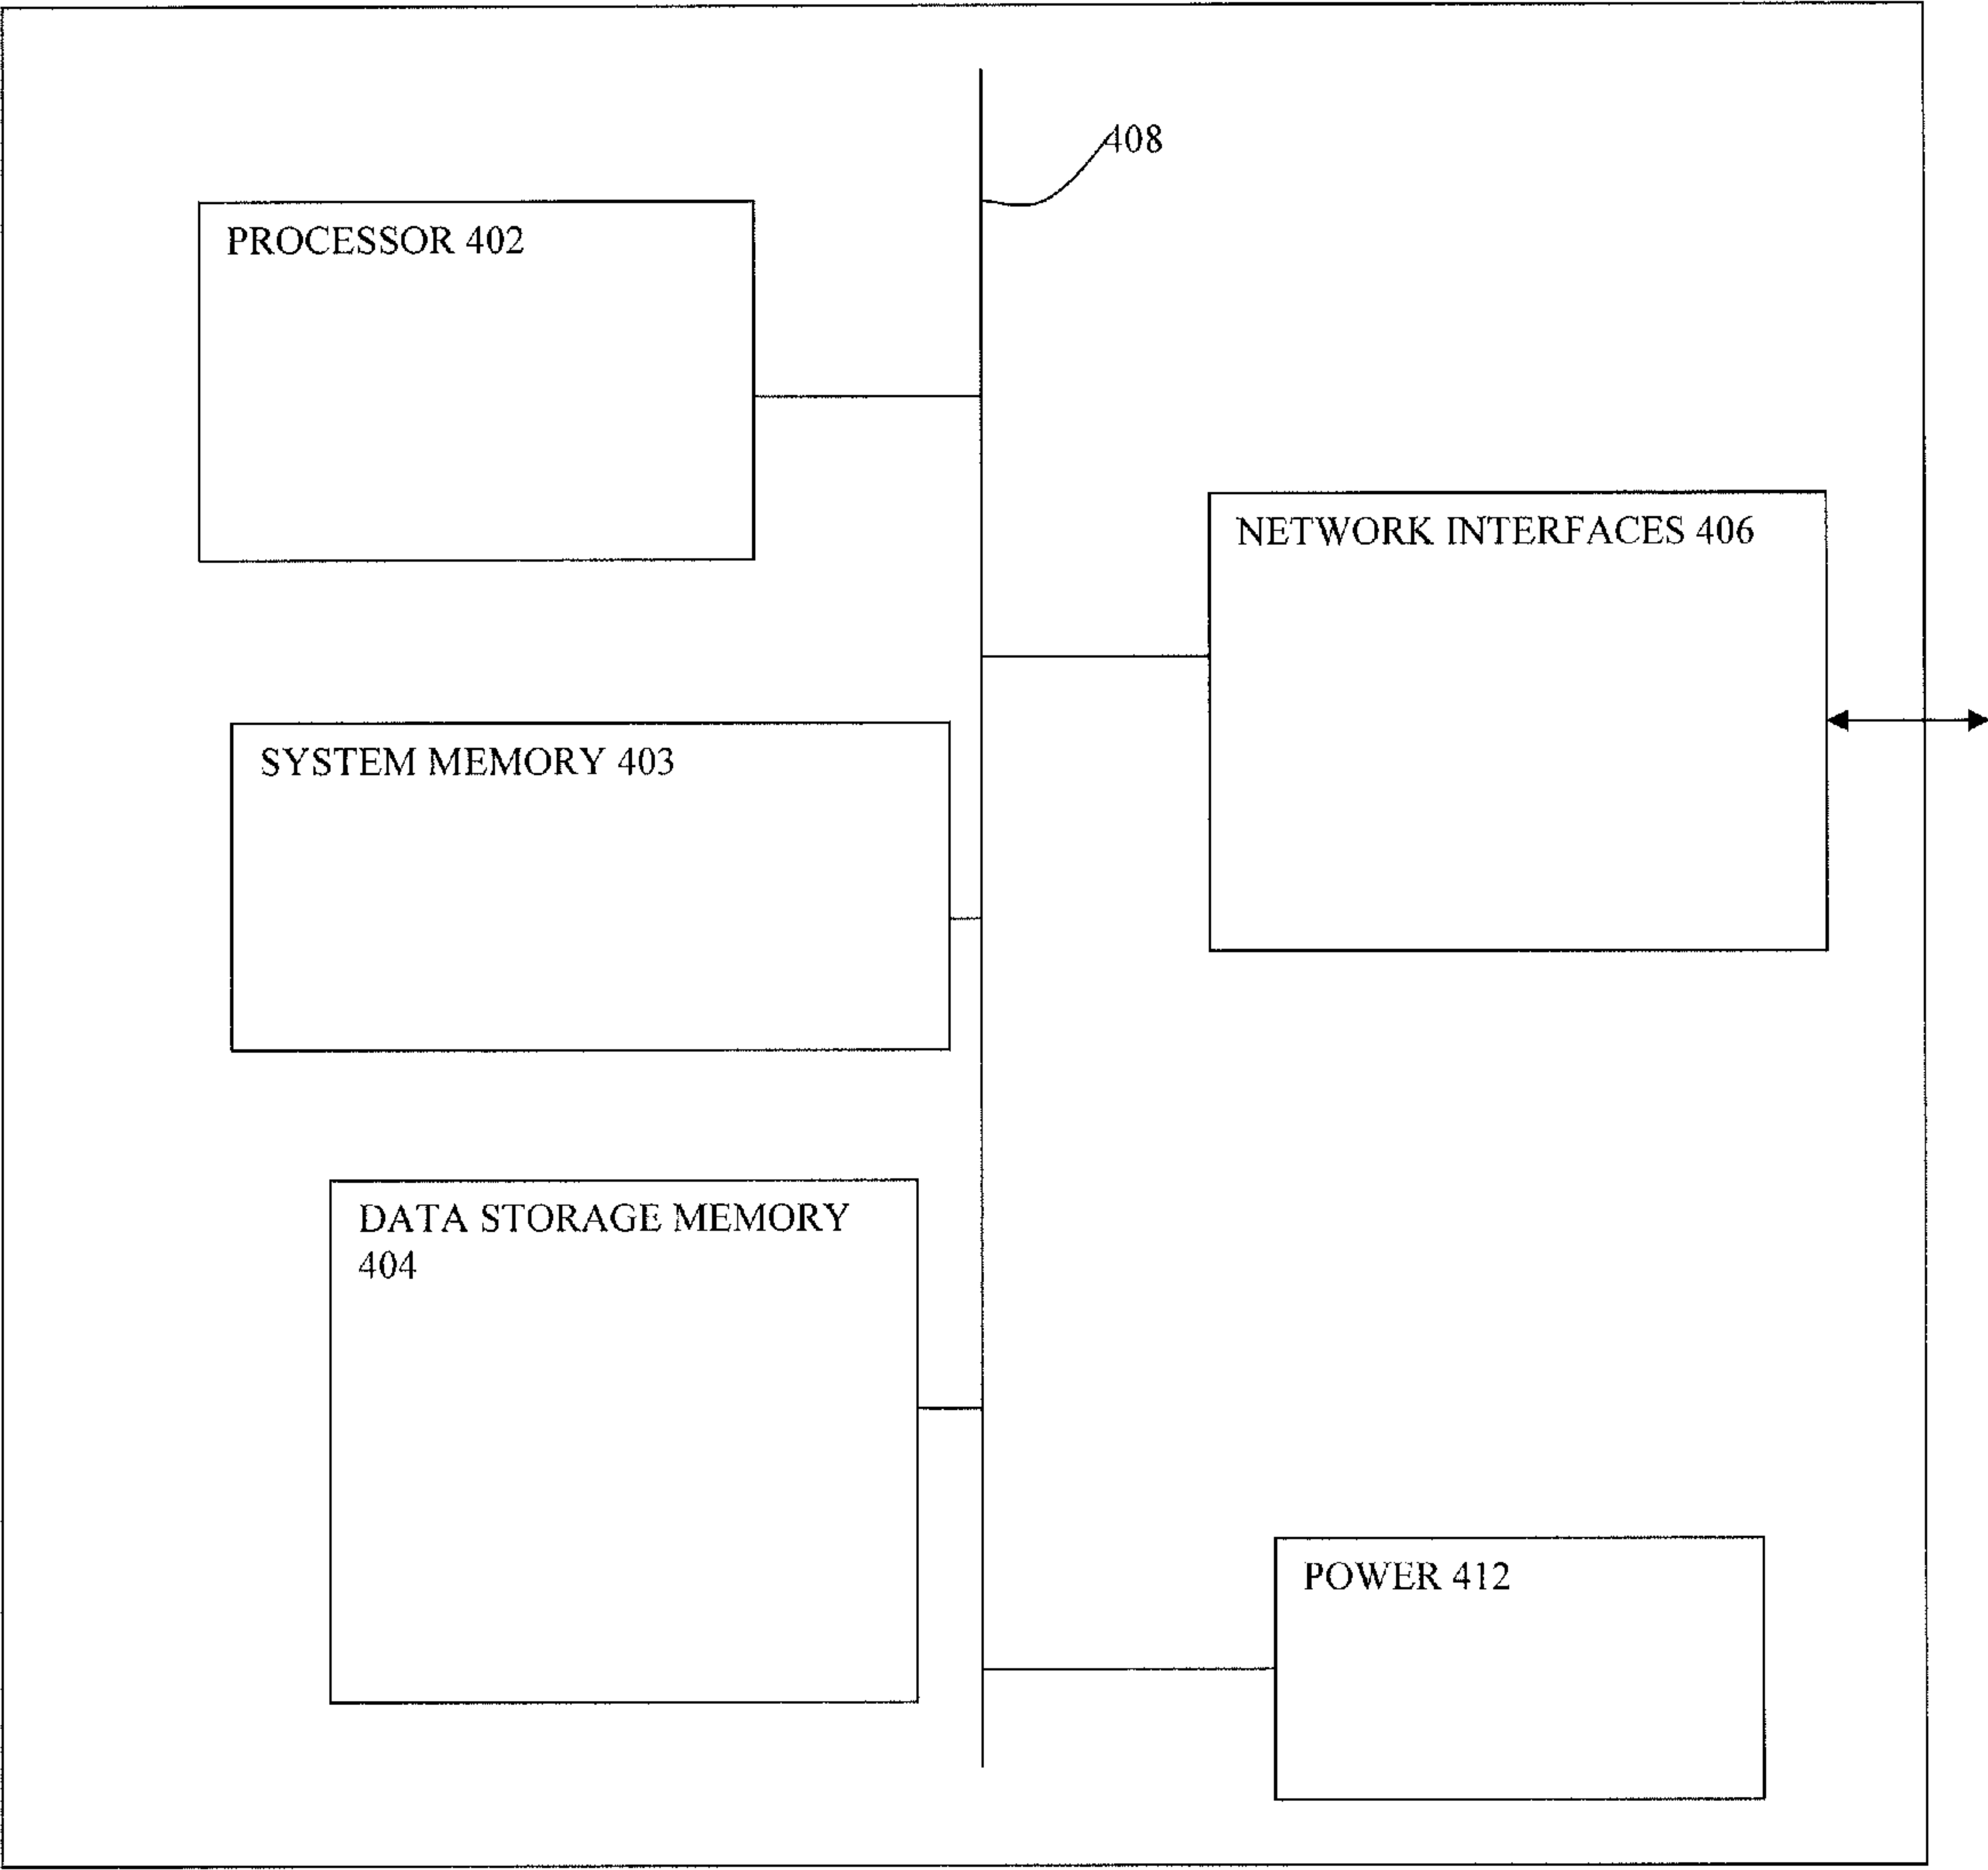 408
PROCESSOR 402
NETWORK INTERFACES 406
SYSTEM MEMORY 403
DATA STORAGE MEMORY
404
POWER 412